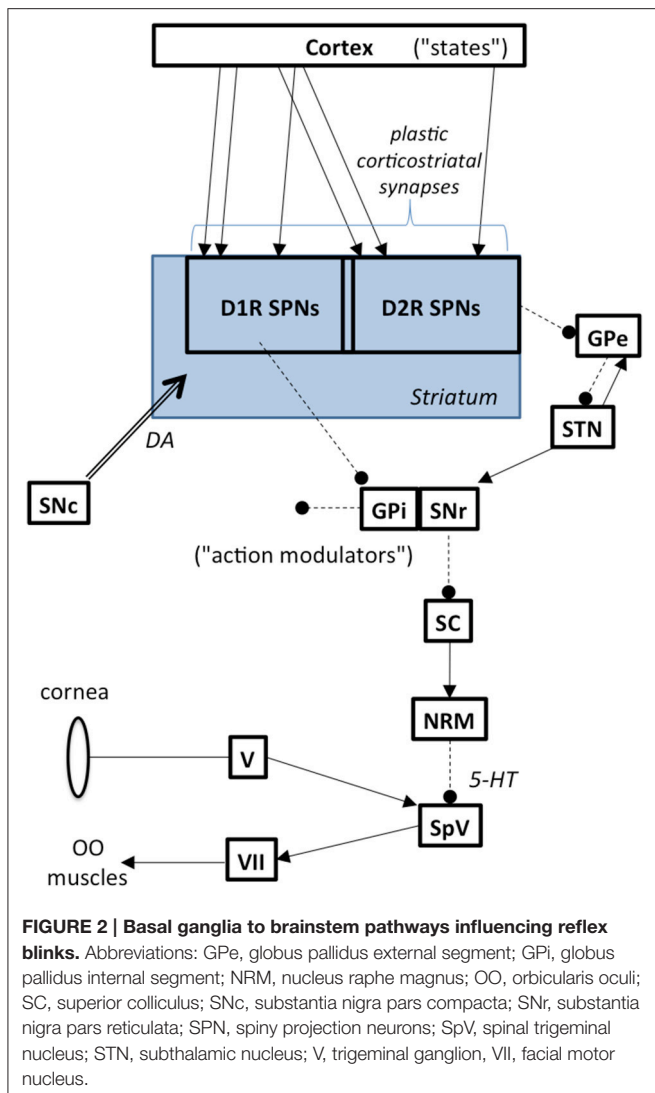 Cortex ("states")
plastic
corticostriatal
synapses
D1R SPNs
D2R SPNs
GPe
Striatum
DA
STN
SNc
GPi
SNr
("action modulators")
SC
cornea
NRM
V
5-HT
SpV
OO
muscles
VII
FIGURE 2 | Basal ganglia to brainstem pathways influencing reflex
blinks. Abbreviations: GPe, globus pallidus external segment; GPi, globus
pallidus internal segment; NRM, nucleus raphe magnus; OO, orbicularis oculi;
SC, superior colliculus; SNc, substantia nigra pars compacta; SNr, substantia
nigra pars reticulata; SPN, spiny projection neurons; SpV, spinal trigeminal
nucleus; STN, subthalamic nucleus; V, trigeminal ganglion, VII, facial motor
nucleus.